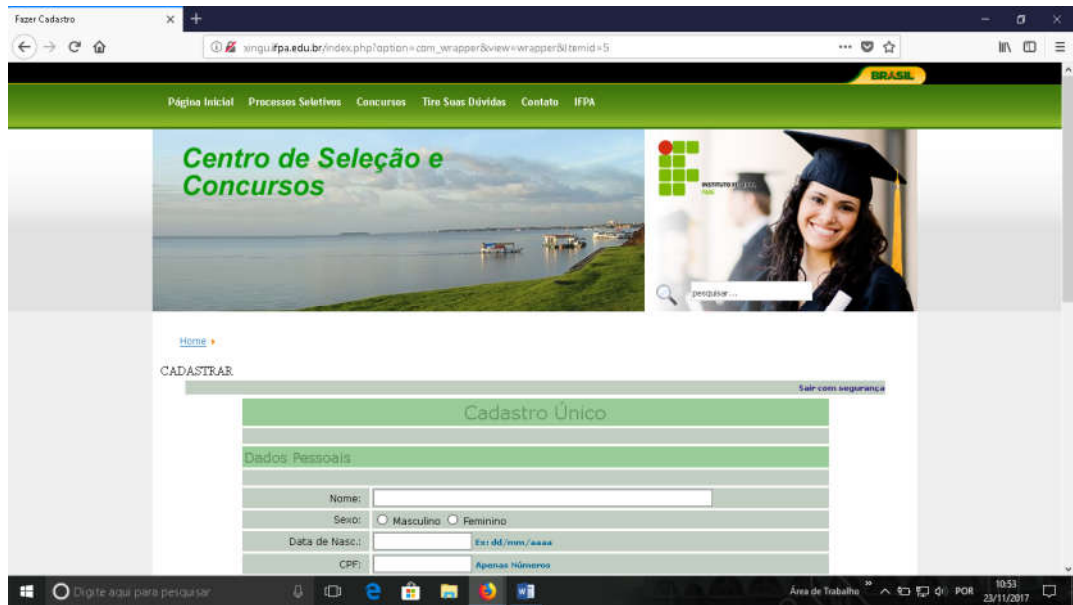 Fazer Cadastro
xingu.ifpa.edu.br/index.php?option=com_wrapper&view=wrapper&Itemid=5
BRASIL
Página Inicial Processos Seletivos Concursos Tire Suas Dúvidas Contato IFPA
Centro de Seleção e
Concursos
pesquisar...
Home
CADASTRAR
Sair com segurança
Cadastro Único
Dados Pessoais
Nome:
Sexo: Masculino Feminino
Data de Nasc.: Ex: dd/mm/aaaa
CPF: Apenas Números
Digite aqui para pesquisar
Área de Trabalho
POR
10:53
23/11/2017